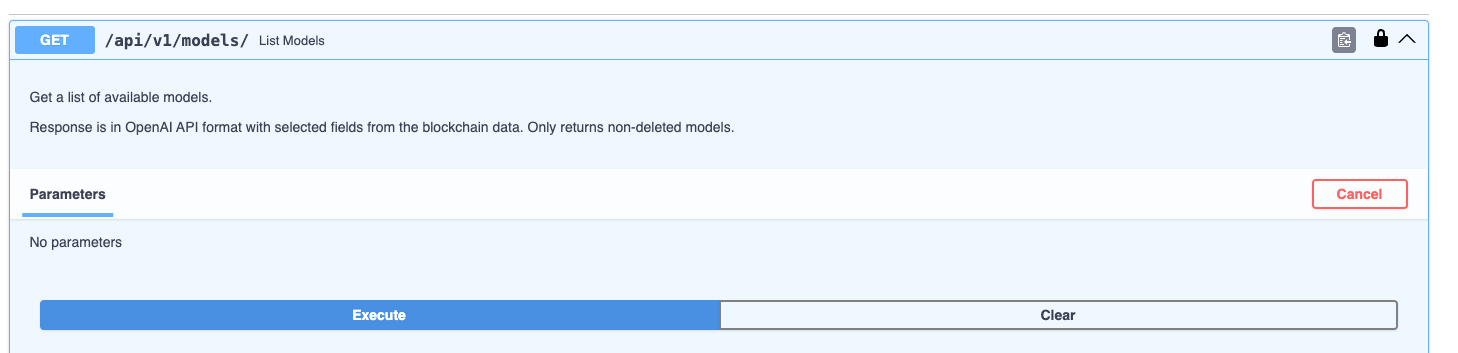 GET /api/v1/models/ List Models
Get a list of available models.
Response is in OpenAI API format with selected fields from the blockchain data. Only returns non-deleted models.
Parameters Cancel
No parameters
Execute Clear